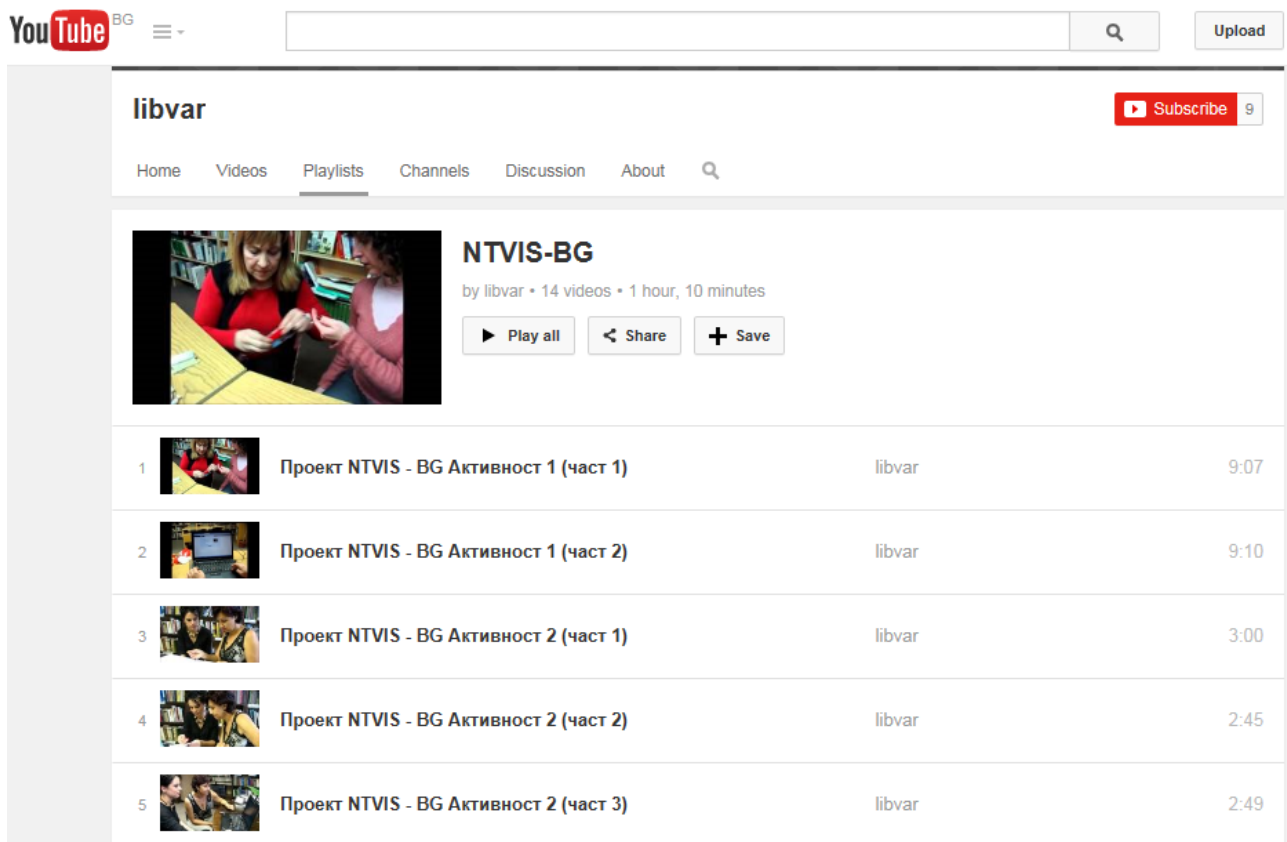 YouTube BG
Upload
libvar
Subscribe 9
Home Videos Playlists Channels Discussion About
NTVIS-BG
by libvar • 14 videos • 1 hour, 10 minutes
Play all Share Save
1 Проект NTVIS - BG Активност 1 (част 1) libvar 9:07
2 Проект NTVIS - BG Активност 1 (част 2) libvar 9:10
3 Проект NTVIS - BG Активност 2 (част 1) libvar 3:00
4 Проект NTVIS - BG Активност 2 (част 2) libvar 2:45
5 Проект NTVIS - BG Активност 2 (част 3) libvar 2:49